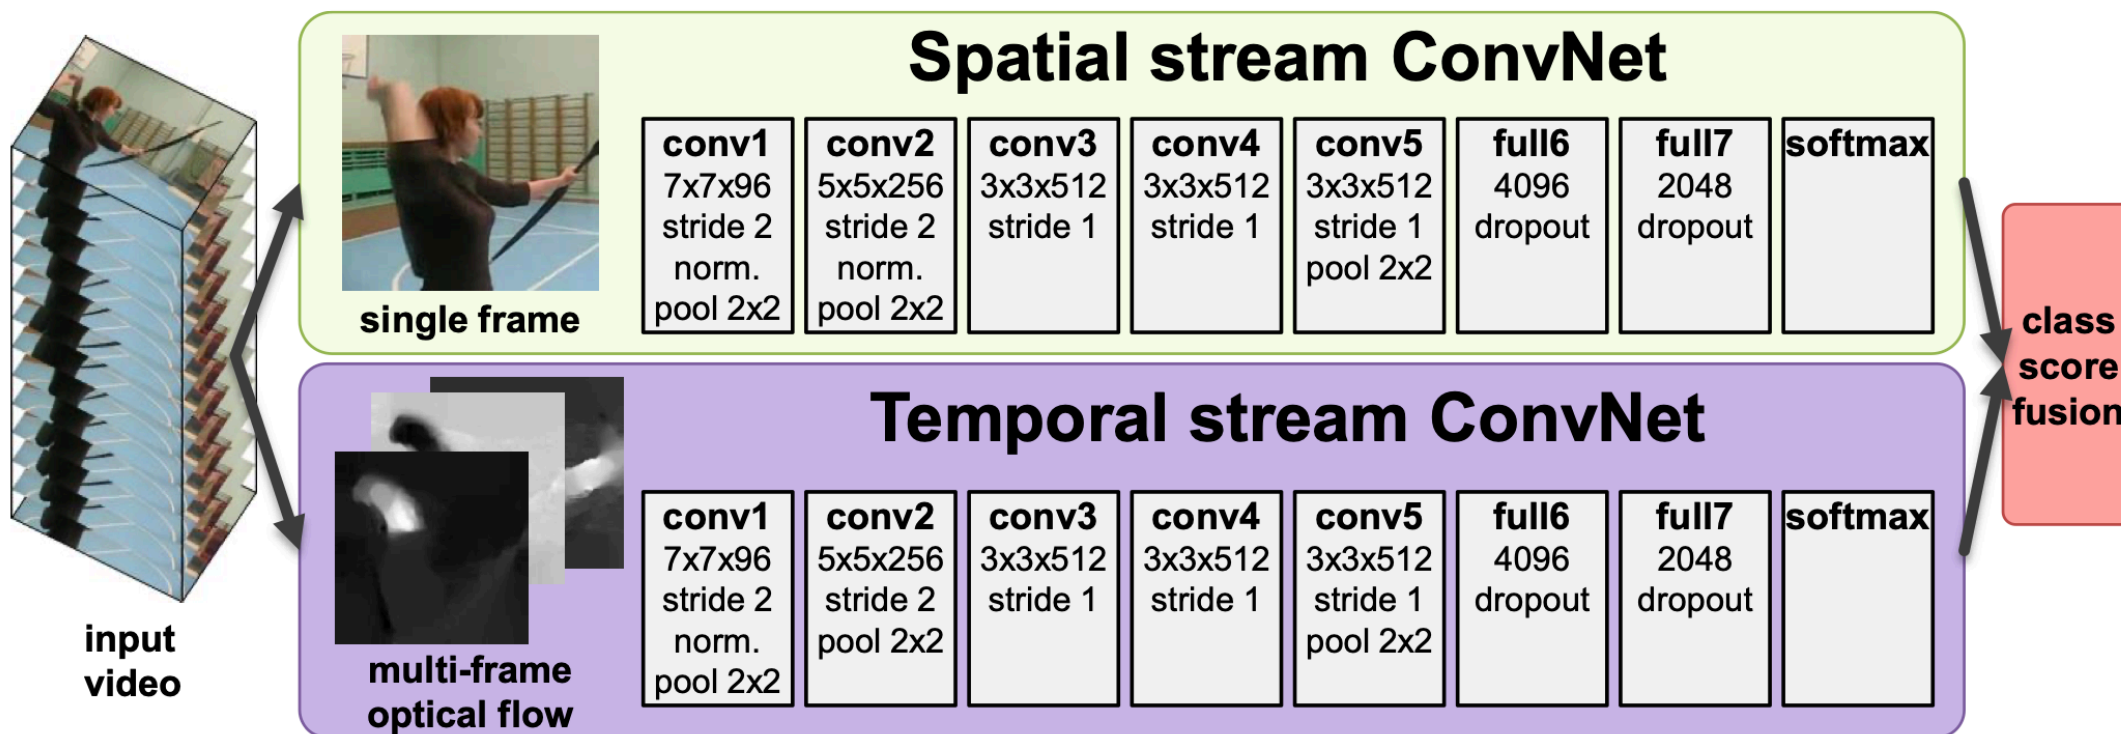 Spatial stream ConvNet
single frame
conv1
7x7x96
stride 2
norm.
pool 2x2
conv2
5x5x256
stride 2
norm.
pool 2x2
conv3
3x3x512
stride 1
conv4
3x3x512
stride 1
conv5
3x3x512
stride 1
pool 2x2
full6
4096
dropout
full7
2048
dropout
softmax
Temporal stream ConvNet
input
video
multi-frame
optical flow
conv1
7x7x96
stride 2
norm.
pool 2x2
conv2
5x5x256
stride 2
pool 2x2
conv3
3x3x512
stride 1
conv4
3x3x512
stride 1
conv5
3x3x512
stride 1
pool 2x2
full6
4096
dropout
full7
2048
dropout
softmax
class
score
fusion